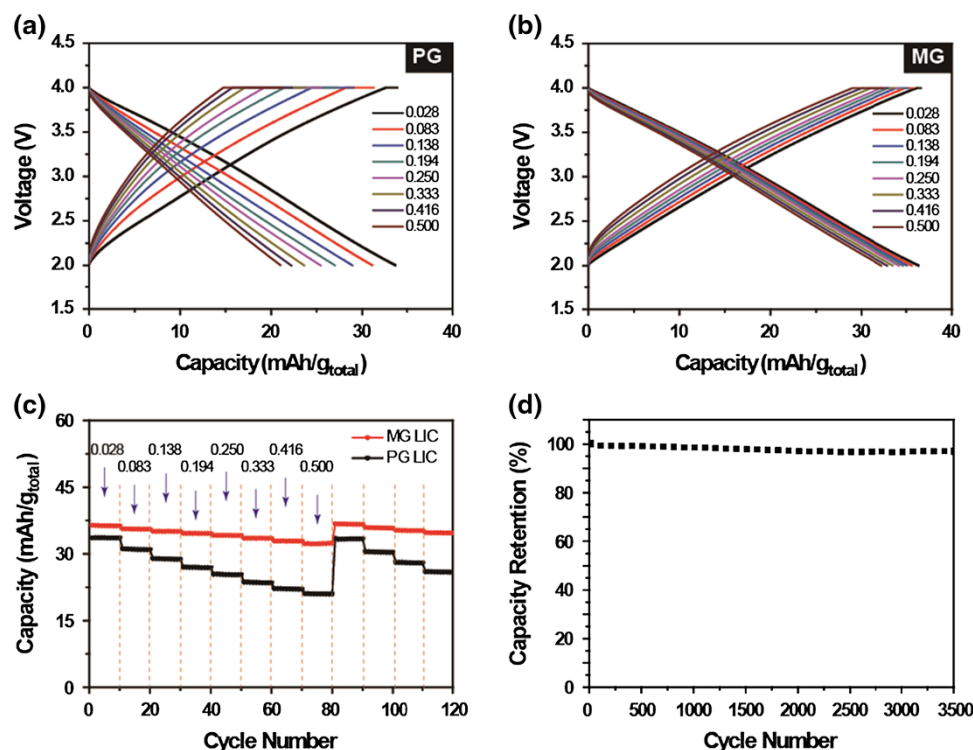 (a)
PG
4.5
4.0
3.5
3.0
2.5
2.0
1.5
Voltage (V)
0.028
0.083
0.138
0.194
0.250
0.333
0.416
0.500
0 10 20 30 40
Capacity (mAh/gtotal)
(b)
MG
4.5
4.0
3.5
3.0
2.5
2.0
1.5
Voltage (V)
0.028
0.083
0.138
0.194
0.250
0.333
0.416
0.500
0 10 20 30 40
Capacity (mAh/gtotal)
(c)
60
45
30
15
0
Capacity (mAh/gtotal)
MG LIC
PG LIC
0.028 0.138 0.250 0.416
0.083 0.194 0.333 0.500
0 20 40 60 80 100 120
Cycle Number
(d)
100
80
60
40
20
0
Capacity Retention (%)
0 500 1000 1500 2000 2500 3000 3500
Cycle Number